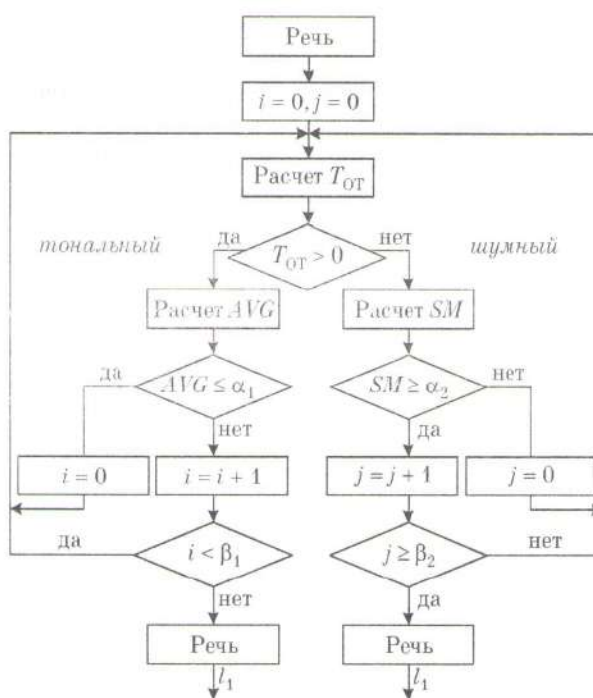 Речь
i = 0, j = 0
Расчет T_ОТ
да
нет
тональный
T_ОТ > 0
шумный
Расчет AVG
Расчет SM
да
AVG ≤ α₁
SM ≥ α₂
нет
нет
да
i = 0
i = i + 1
j = j + 1
j = 0
да
i < β₁
j ≥ β₂
нет
нет
да
Речь
Речь
l₁
l₁